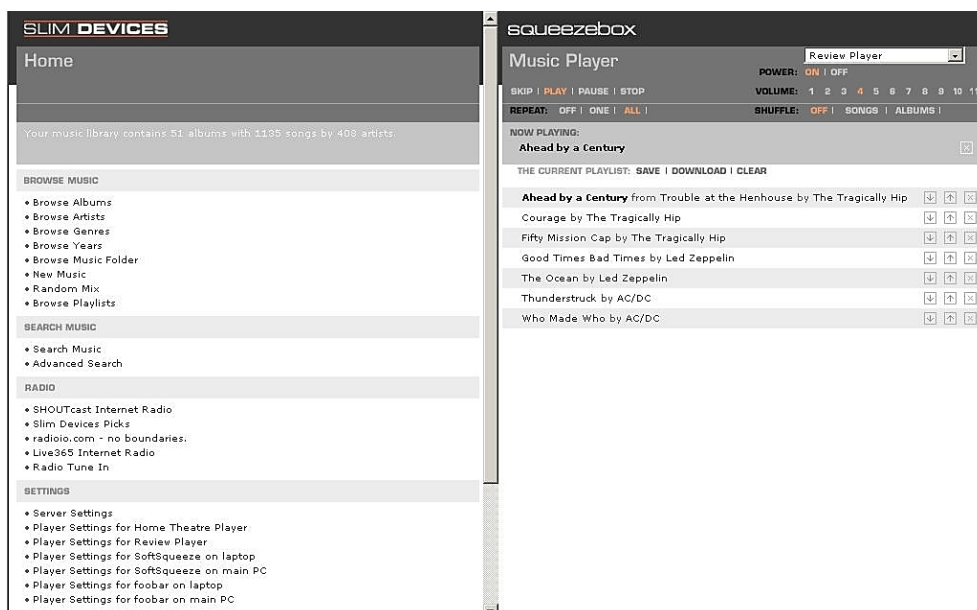 SLIM DEVICES
Home
Your music library contains 51 albums with 1135 songs by 408 artists.
BROWSE MUSIC
• Browse Albums
• Browse Artists
• Browse Genres
• Browse Years
• Browse Music Folder
• New Music
• Random Mix
• Browse Playlists
SEARCH MUSIC
• Search Music
• Advanced Search
RADIO
• SHOUTcast Internet Radio
• Slim Devices Picks
• radioio.com - no boundaries.
• Live365 Internet Radio
• Radio Tune In
SETTINGS
• Server Settings
• Player Settings for Home Theatre Player
• Player Settings for Review Player
• Player Settings for SoftSqueeze on laptop
• Player Settings for SoftSqueeze on main PC
• Player Settings for foobar on laptop
• Player Settings for foobar on main PC
squeezebox
Music Player
Review Player
POWER: ON | OFF
SKIP | PLAY | PAUSE | STOP
VOLUME: 1 2 3 4 5 6 7 8 9 10 11
REPEAT: OFF | ONE | ALL |
SHUFFLE: OFF | SONGS | ALBUMS |
NOW PLAYING:
Ahead by a Century
THE CURRENT PLAYLIST: SAVE | DOWNLOAD | CLEAR
Ahead by a Century from Trouble at the Henhouse by The Tragically Hip
Courage by The Tragically Hip
Fifty Mission Cap by The Tragically Hip
Good Times Bad Times by Led Zeppelin
The Ocean by Led Zeppelin
Thunderstruck by AC/DC
Who Made Who by AC/DC